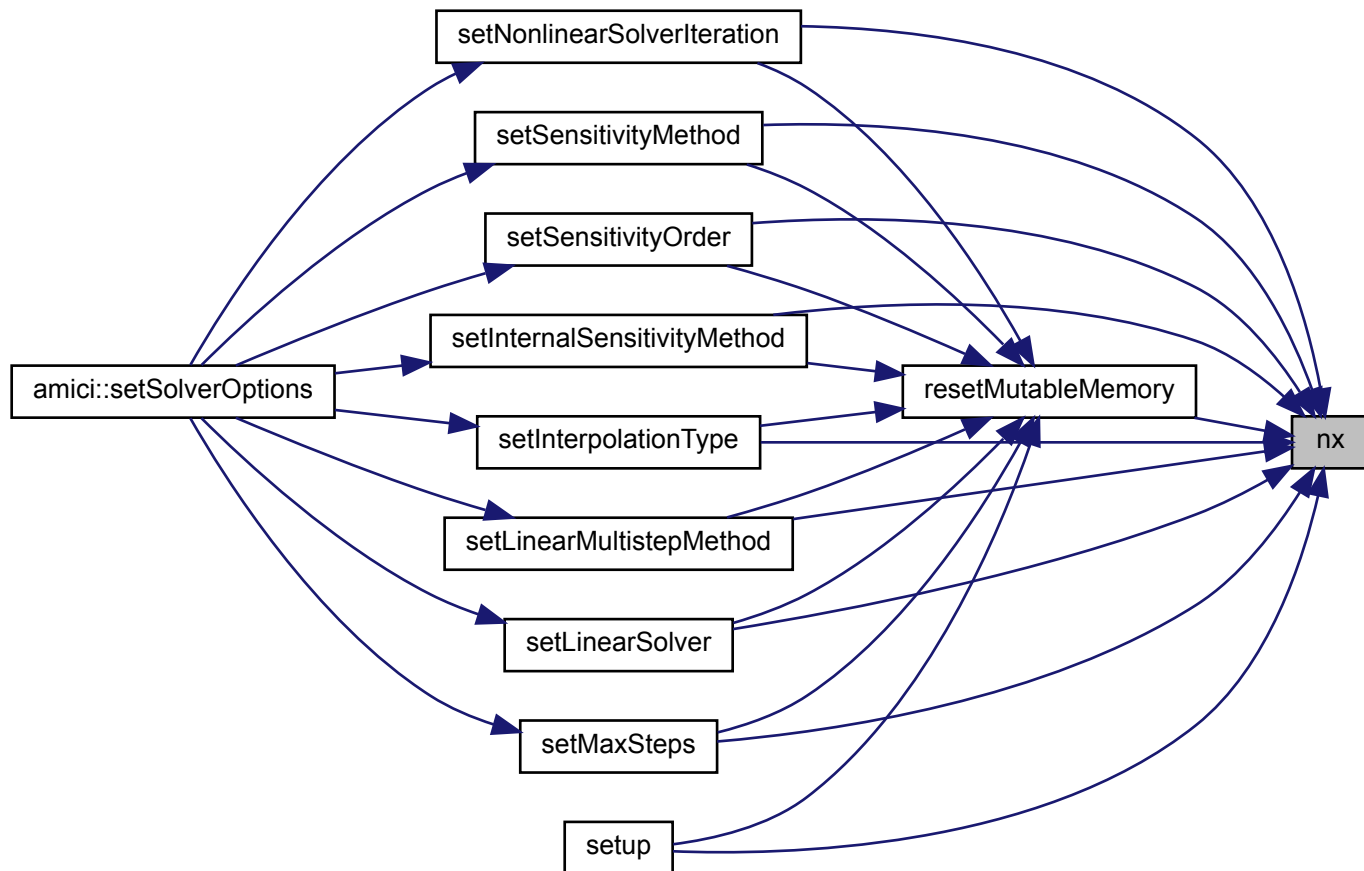 setNonlinearSolverIteration
setSensitivityMethod
setSensitivityOrder
setInternalSensitivityMethod
amici::setSolverOptions
resetMutableMemory
setInterpolationType
nx
setLinearMultistepMethod
setLinearSolver
setMaxSteps
setup